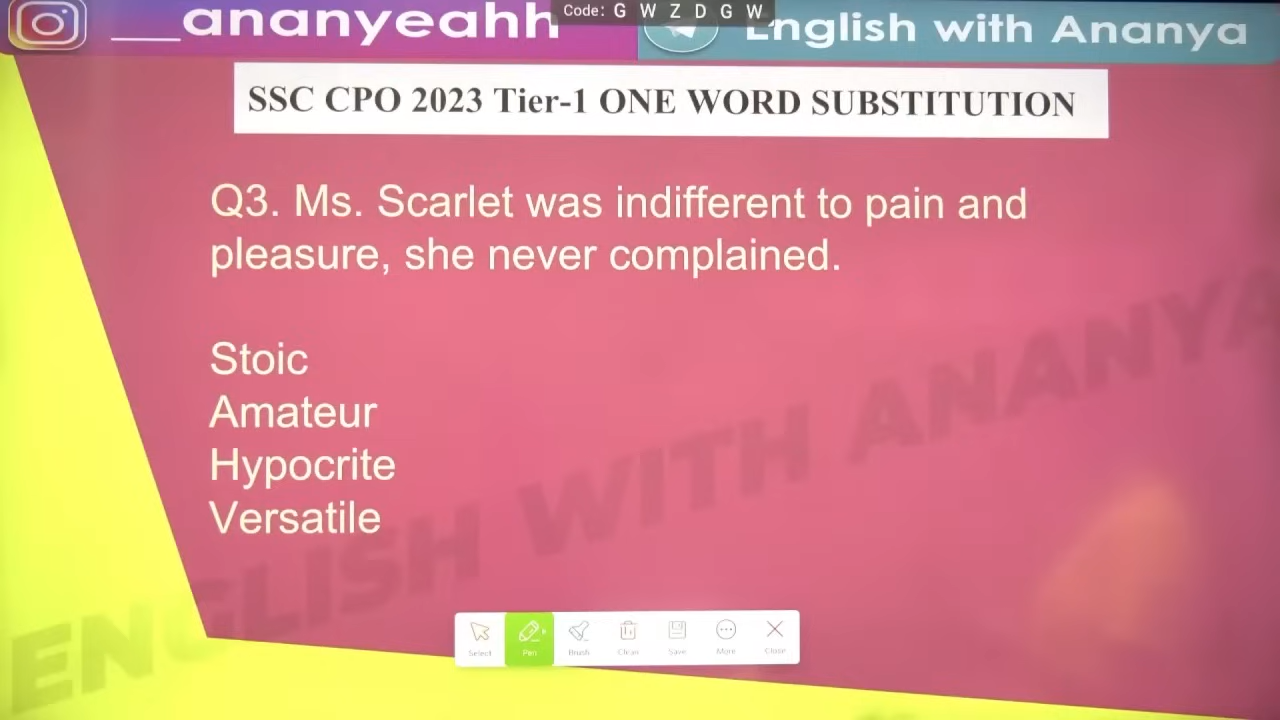 ___ananyeahh
Code: G W Z D G W
English with Ananya
SSC CPO 2023 Tier-1 ONE WORD SUBSTITUTION
Q3. Ms. Scarlet was indifferent to pain and
pleasure, she never complained.
Stoic
Amateur
Hypocrite
Versatile
ENGLISH WITH ANANYA
Select
Pen
Brush
Clean
Save
More
Close